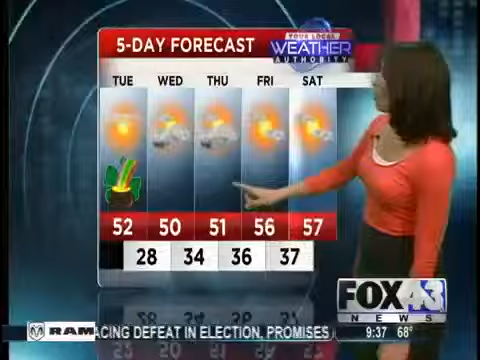 5-DAY FORECAST
YOUR LOCAL
WEATHER
AUTHORITY
TUE WED THU FRI SAT
52 50 51 56 57
28 34 36 37
FOX 43
NEWS
RAM ACING DEFEAT IN ELECTION, PROMISES 9:37 68°